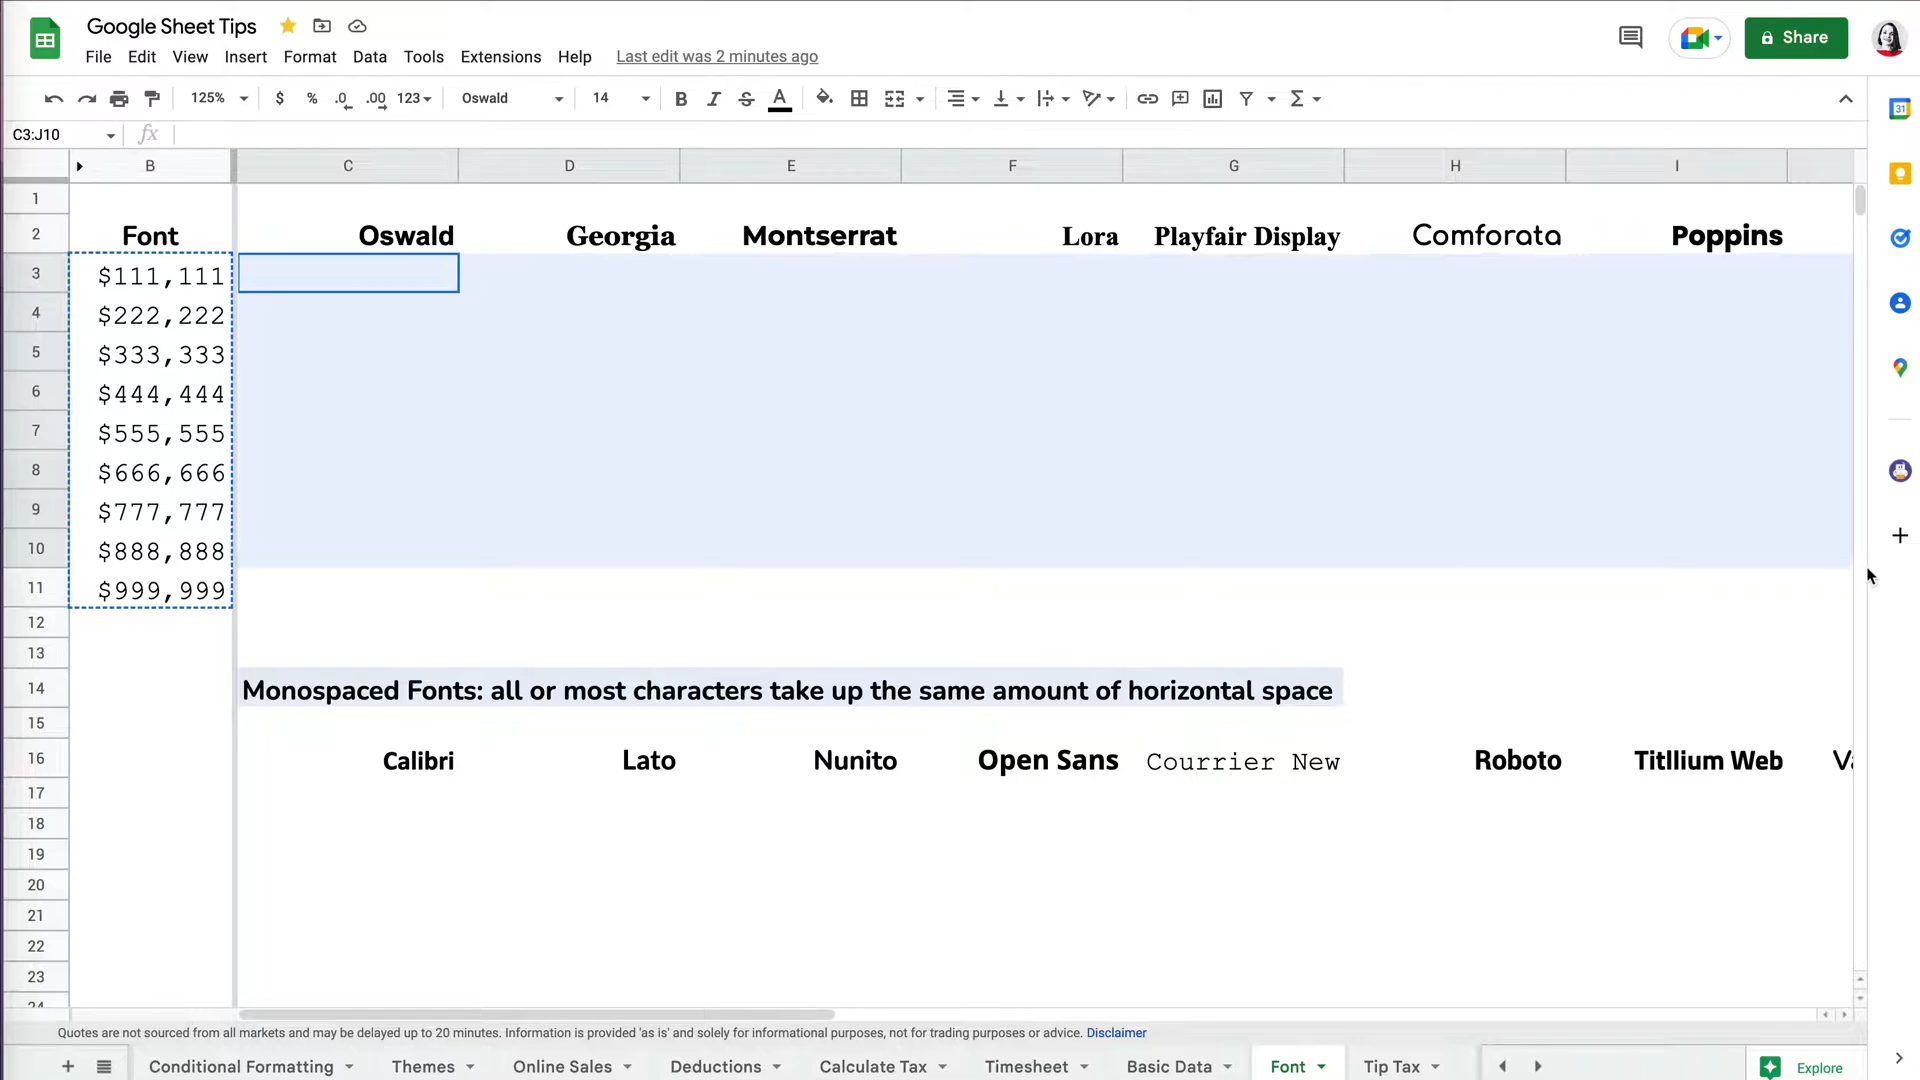 Google Sheet Tips
File Edit View Insert Format Data Tools Extensions Help Last edit was 2 minutes ago
Share
125% $ % .0 .00 123 Oswald 14 B I S A Σ
31
C3:J10 fx
B C D E F G H I
1
2 Font Oswald Georgia Montserrat Lora Playfair Display Comforata Poppins
3 $111,111
4 $222,222
5 $333,333
6 $444,444
7 $555,555
8 $666,666
9 $777,777
10 $888,888
11 $999,999
12
13
14 Monospaced Fonts: all or most characters take up the same amount of horizontal space
15
16 Calibri Lato Nunito Open Sans Courrier New Roboto Titllium Web
17
18
19
20
21
22
23
24
Quotes are not sourced from all markets and may be delayed up to 20 minutes. Information is provided 'as is' and solely for informational purposes, not for trading purposes or advice. Disclaimer
Conditional Formatting Themes Online Sales Deductions Calculate Tax Timesheet Basic Data Font Tip Tax Explore